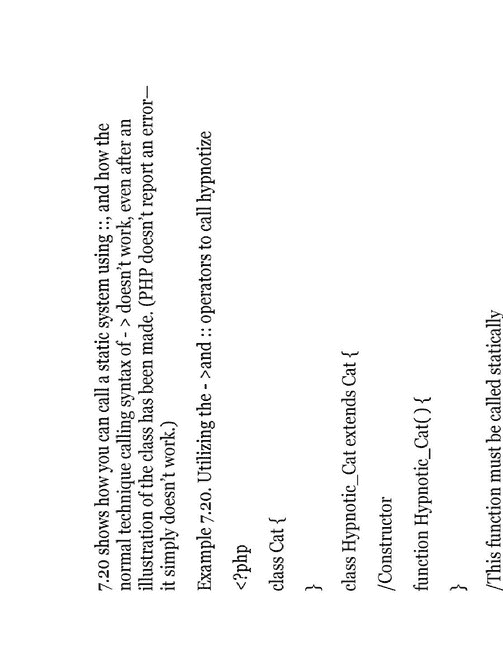 7.20 shows how you can call a static system using ::, and how the
normal technique calling syntax of - > doesn't work, even after an
illustration of the class has been made. (PHP doesn't report an error—
it simply doesn't work.)
Example 7.20. Utilizing the - >and :: operators to call hypnotize
<?php
class Cat {
}
class Hypnotic_Cat extends Cat {
/Constructor
function Hypnotic_Cat( ) {
}
/This function must be called statically